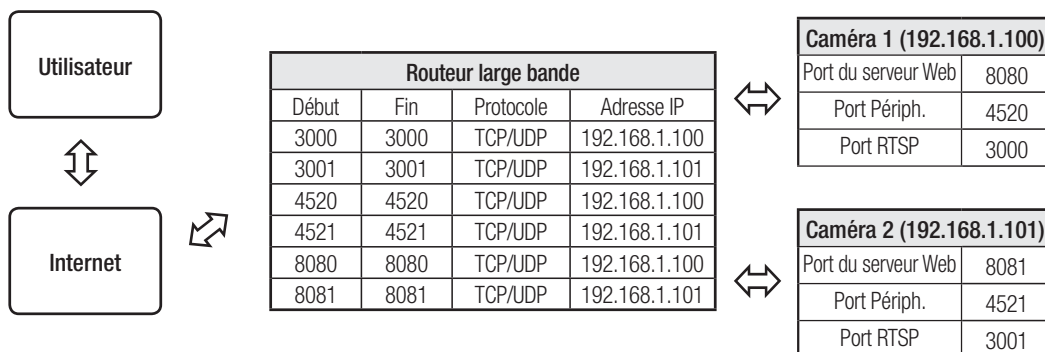 Utilisateur
Internet
Routeur large bande
Début Fin Protocole Adresse IP
3000 3000 TCP/UDP 192.168.1.100
3001 3001 TCP/UDP 192.168.1.101
4520 4520 TCP/UDP 192.168.1.100
4521 4521 TCP/UDP 192.168.1.101
8080 8080 TCP/UDP 192.168.1.100
8081 8081 TCP/UDP 192.168.1.101
Caméra 1 (192.168.1.100)
Port du serveur Web 8080
Port Périph. 4520
Port RTSP 3000
Caméra 2 (192.168.1.101)
Port du serveur Web 8081
Port Périph. 4521
Port RTSP 3001